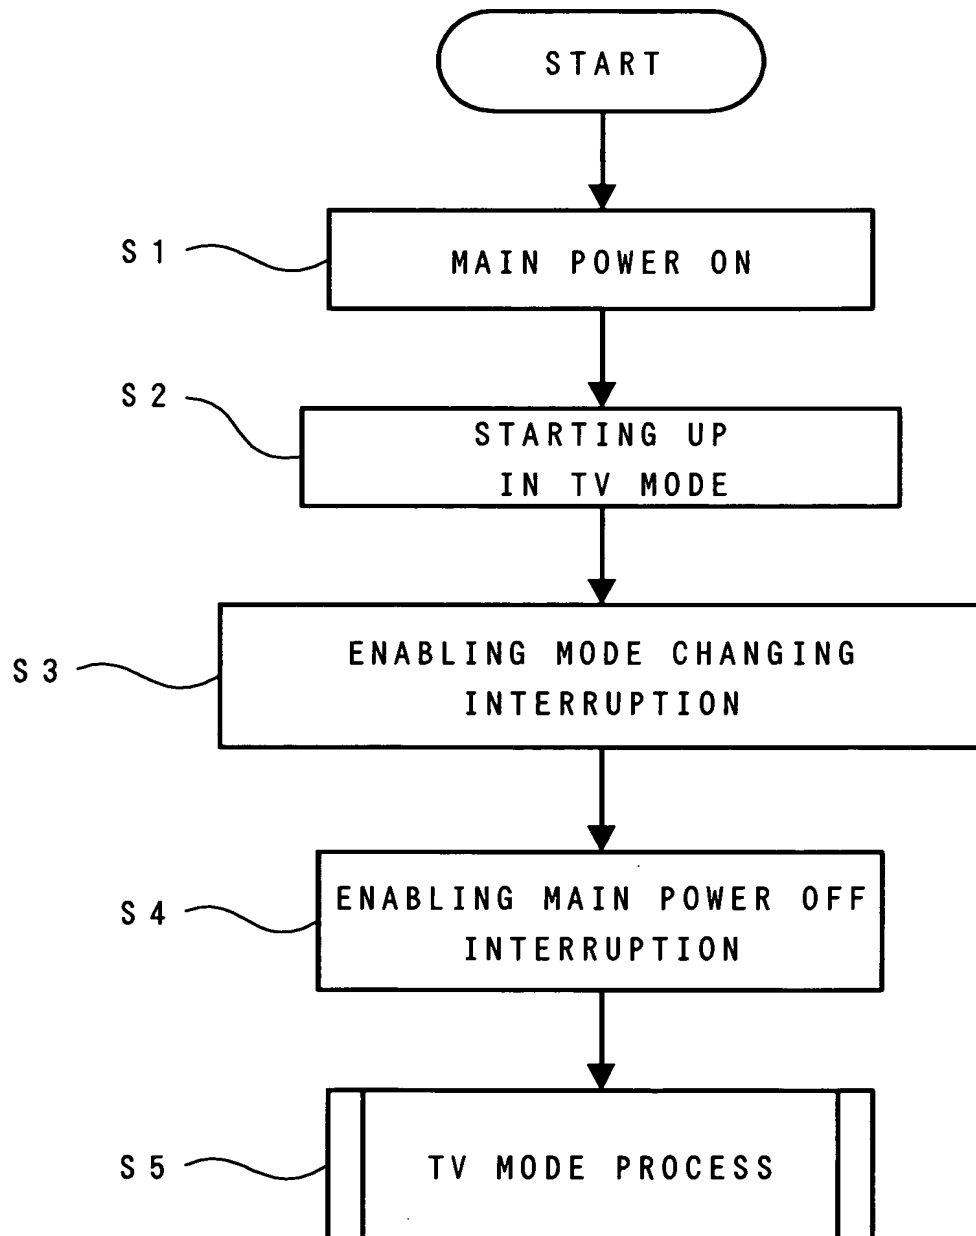 START
S1
MAIN POWER ON
S2
STARTING UP
IN TV MODE
S3
ENABLING MODE CHANGING
INTERRUPTION
S4
ENABLING MAIN POWER OFF
INTERRUPTION
S5
TV MODE PROCESS